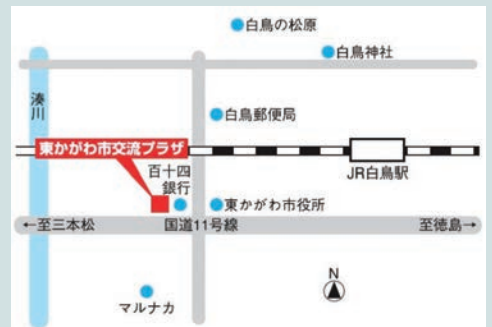 白鳥の松原
白鳥神社
湊川
白鳥郵便局
東かがわ市交流プラザ
百十四
銀行
JR白鳥駅
東かがわ市役所
←至三本松
国道11号線
至徳島→
N
マルナカ